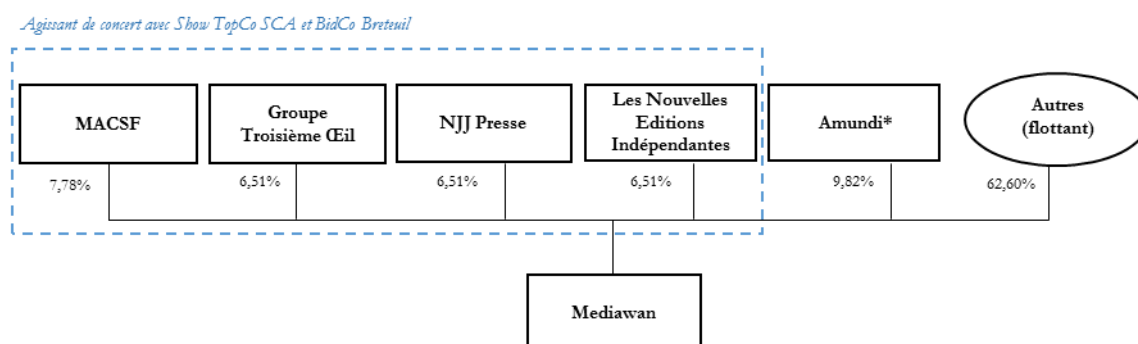 Agissant de concert avec Show TopCo SCA et BidCo Breteuil
MACSF
Groupe
Troisième Œil
NJJ Presse
Les Nouvelles
Editions
Indépendantes
Amundi*
Autres
(flottant)
7,78%
6,51%
6,51%
6,51%
9,82%
62,60%
Mediawan